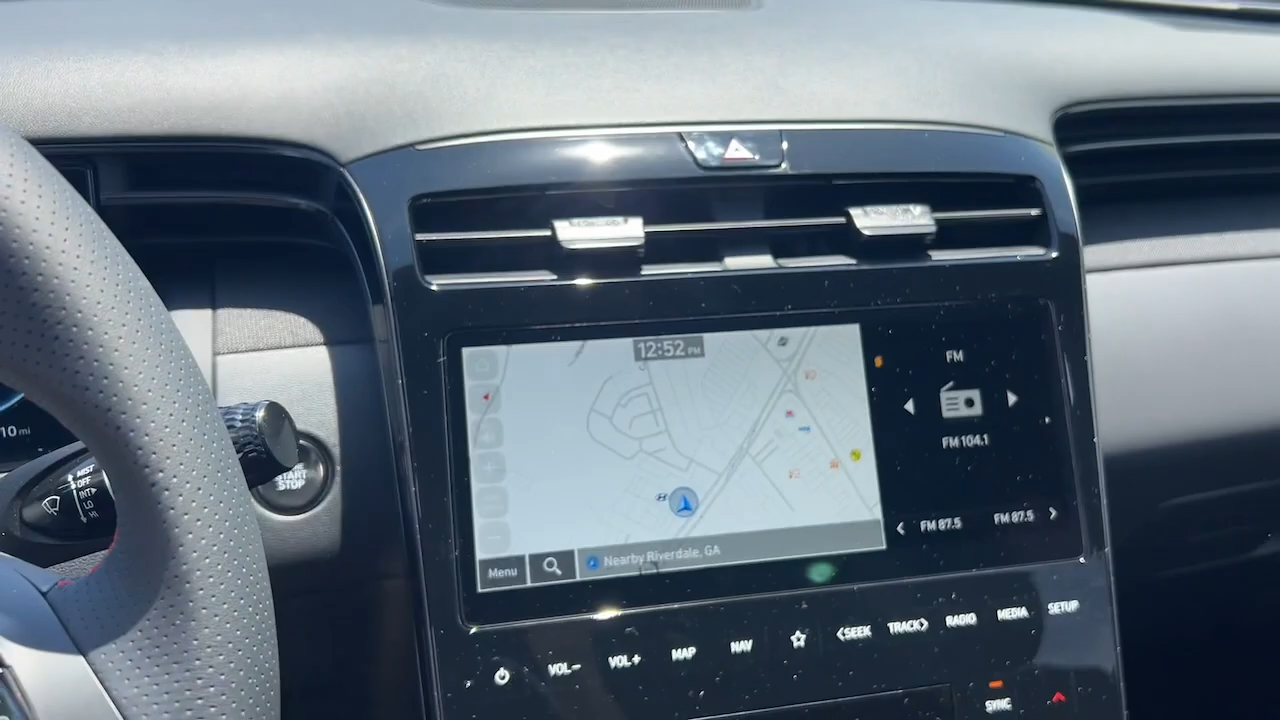 12:52 PM
FM
FM 104.1
FM 87.5
FM 87.5
Menu
Nearby Riverdale, GA
10 mi
MIST
OFF
INT
LO
HI
START
STOP
VOL-
VOL+
MAP
NAV
<SEEK
TRACK>
RADIO
MEDIA
SETUP
SYNC